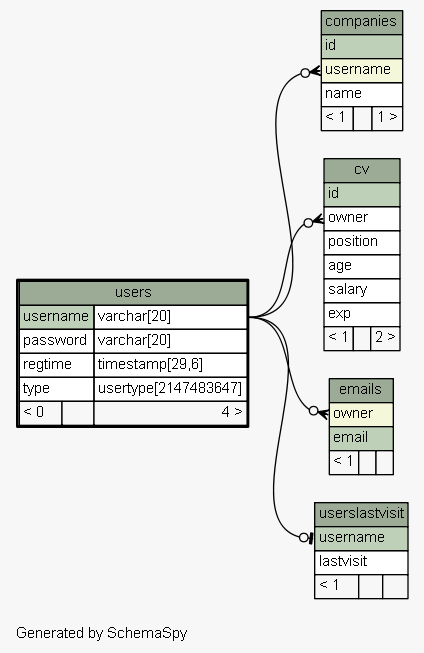 companies
id
username
name
< 1 1 >
cv
id
owner
position
age
salary
exp
< 1 2 >
users
username varchar[20]
password varchar[20]
regtime timestamp[29,6]
type usertype[2147483647]
< 0 4 >
emails
owner
email
< 1
userslastvisit
username
lastvisit
< 1
Generated by SchemaSpy